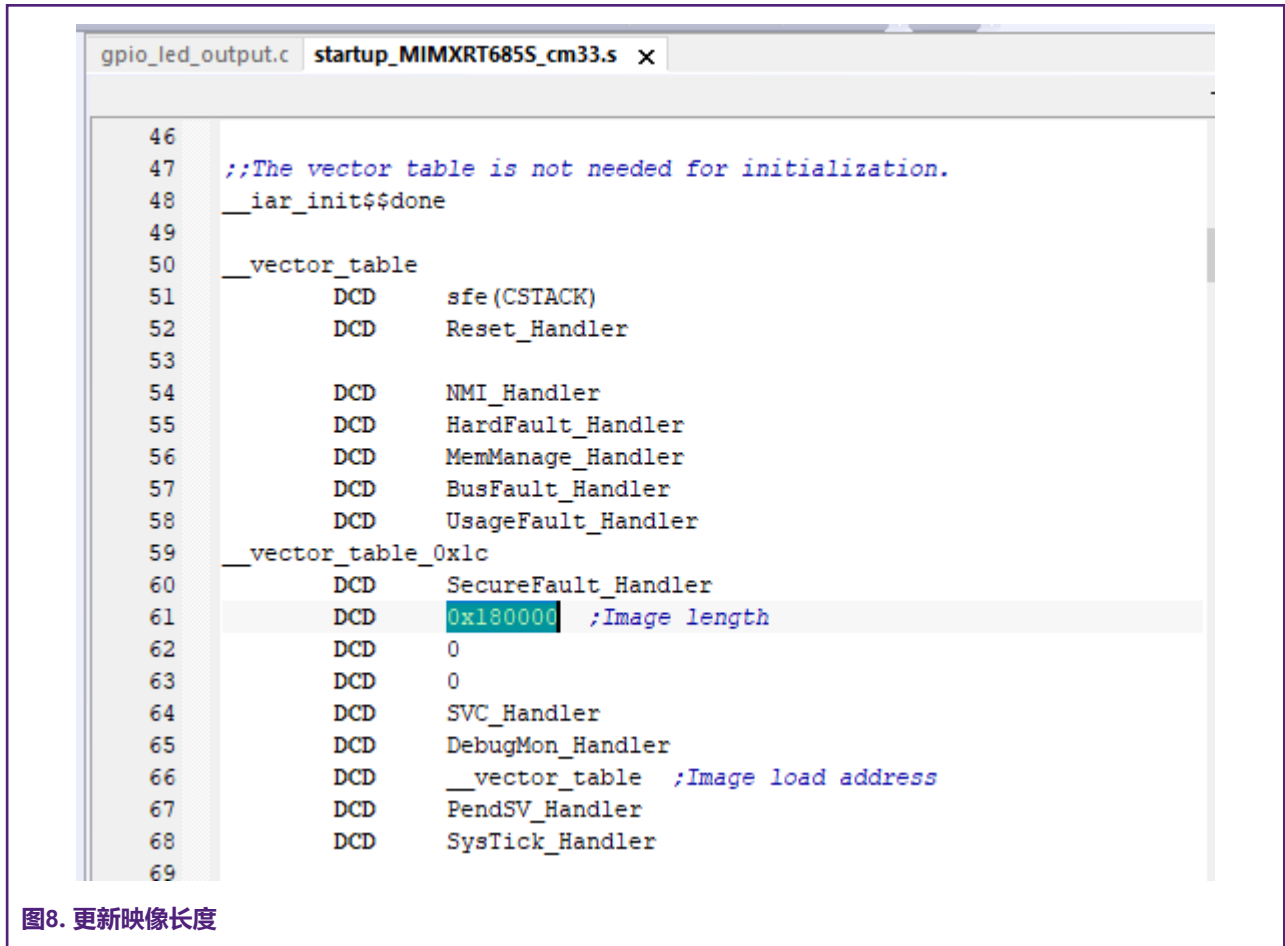 gpio_led_output.c startup_MIMXRT685S_cm33.s x
46
47 ;;The vector table is not needed for initialization.
48 __iar_init$$done
49
50 __vector_table
51 DCD sfe(CSTACK)
52 DCD Reset_Handler
53
54 DCD NMI_Handler
55 DCD HardFault_Handler
56 DCD MemManage_Handler
57 DCD BusFault_Handler
58 DCD UsageFault_Handler
59 __vector_table_0x1c
60 DCD SecureFault_Handler
61 DCD 0x180000 ;Image length
62 DCD 0
63 DCD 0
64 DCD SVC_Handler
65 DCD DebugMon_Handler
66 DCD __vector_table ;Image load address
67 DCD PendSV_Handler
68 DCD SysTick_Handler
69
图8. 更新映像长度